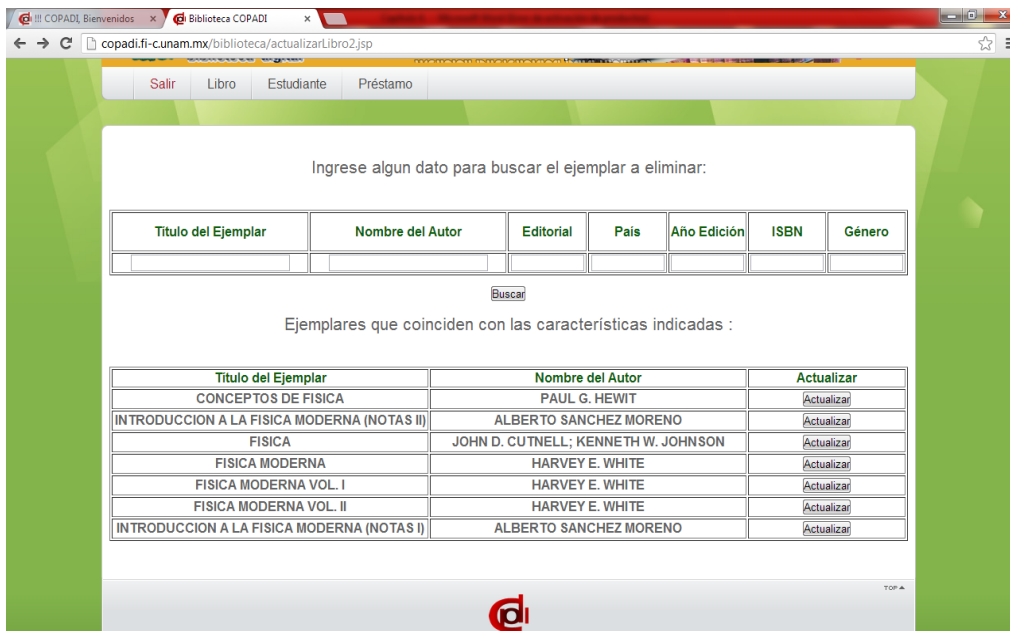 !!! COPADI, Bienvenidos × Biblioteca COPADI ×
copadi.fi-c.unam.mx/biblioteca/actualizarLibro2.jsp
Salir Libro Estudiante Préstamo
Ingrese algun dato para buscar el ejemplar a eliminar:
Titulo del Ejemplar Nombre del Autor Editorial Pais Año Edición ISBN Género
Buscar
Ejemplares que coinciden con las características indicadas :
Titulo del Ejemplar Nombre del Autor Actualizar
CONCEPTOS DE FISICA PAUL G. HEWIT Actualizar
INTRODUCCION A LA FISICA MODERNA (NOTAS II) ALBERTO SANCHEZ MORENO Actualizar
FISICA JOHN D. CUTNELL; KENNETH W. JOHNSON Actualizar
FISICA MODERNA HARVEY E. WHITE Actualizar
FISICA MODERNA VOL. I HARVEY E. WHITE Actualizar
FISICA MODERNA VOL. II HARVEY E. WHITE Actualizar
INTRODUCCION A LA FISICA MODERNA (NOTAS I) ALBERTO SANCHEZ MORENO Actualizar
TOP